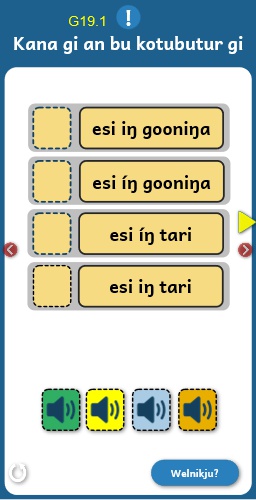 G19.1
!
Kana gi an bu kotubutur gi
esi iŋ gooniŋa
esi íŋ gooniŋa
esi íŋ tari
esi iŋ tari
Welnikju?